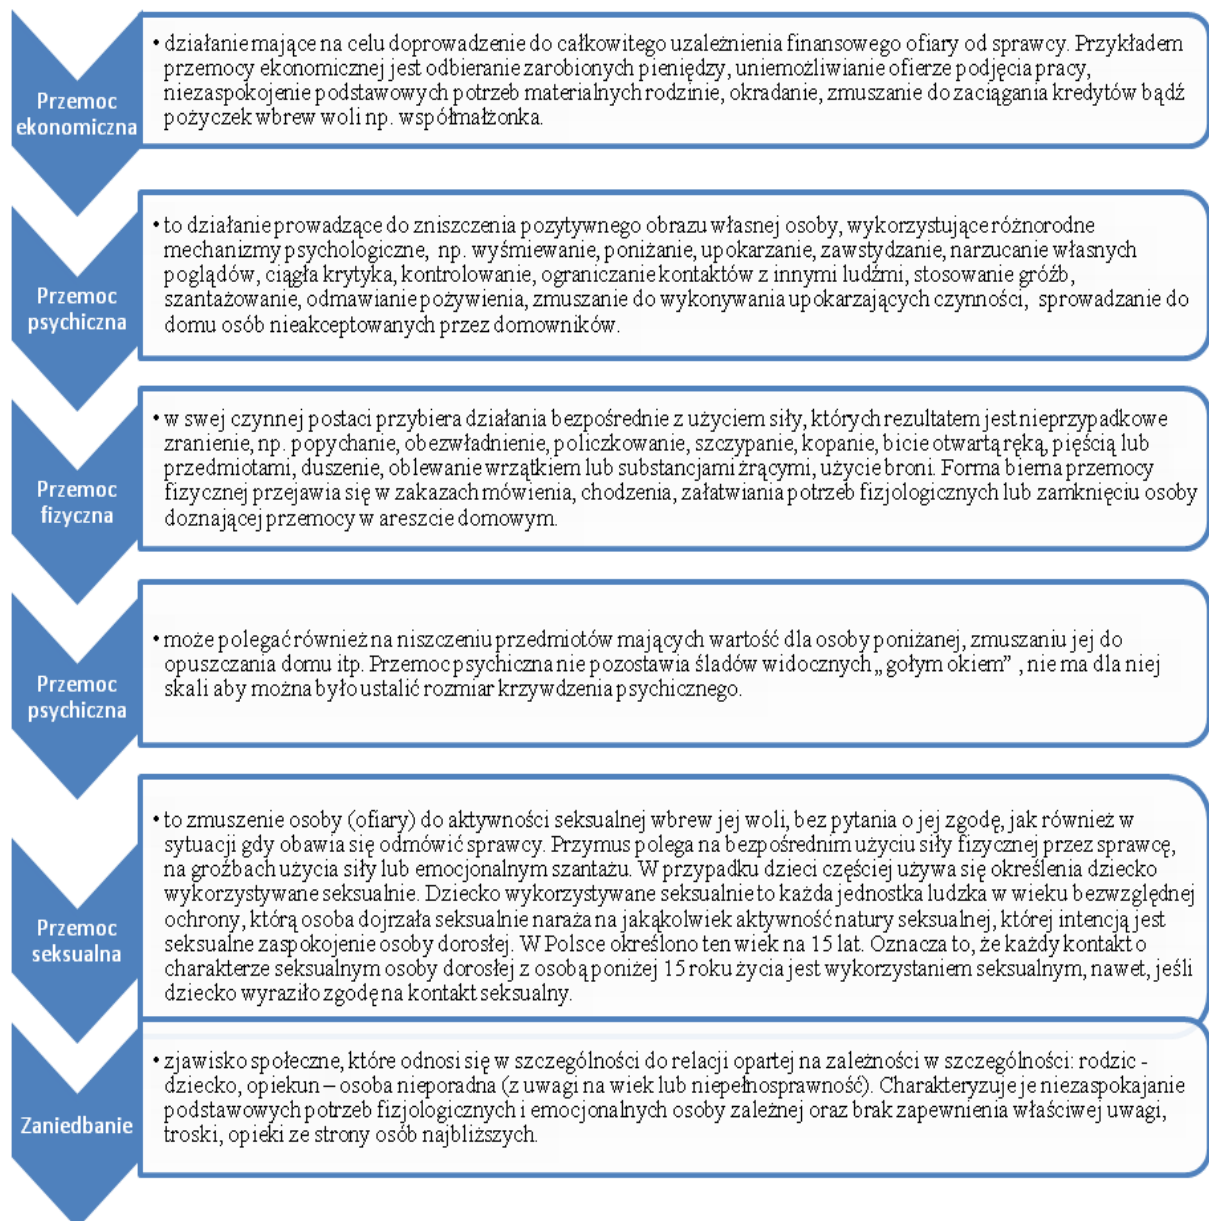 Przemoc
ekonomiczna
• działanie mające na celu doprowadzenie do całkowitego uzależnienia finansowego ofiary od sprawcy. Przykładem
przemocy ekonomicznej jest odbieranie zarobionych pieniędzy, uniemożliwianie ofierze podjęcia pracy,
niezaspokojenie podstawowych potrzeb materialnych rodzinie, okradanie, zmuszanie do zaciągania kredytów bądź
pożyczek wbrew woli np. współmałżonka.
Przemoc
psychiczna
• to działanie prowadzące do zniszczenia pozytywnego obrazu własnej osoby, wykorzystujące różnorodne
mechanizmy psychologiczne, np. wyśmiewanie, poniżanie, upokarzanie, zawstydzanie, narzucanie własnych
poglądów, ciągła krytyka, kontrolowanie, ograniczanie kontaktów z innymi ludźmi, stosowanie gróźb,
szantażowanie, odmawianie pożywienia, zmuszanie do wykonywania upokarzających czynności, sprowadzanie do
domu osób nieakceptowanych przez domowników.
Przemoc
fizyczna
• w swej czynnej postaci przybiera działania bezpośrednie z użyciem siły, których rezultatem jest nieprzypadkowe
zranienie, np. popychanie, obezwładnienie, policzkowanie, szczypanie, kopanie, bicie otwartą ręką, pięścią lub
przedmiotami, duszenie, oblewanie wrzątkiem lub substancjami żrącymi, użycie broni. Forma bierna przemocy
fizycznej przejawia się w zakazach mówienia, chodzenia, załatwiania potrzeb fizjologicznych lub zamknięciu osoby
doznającej przemocy w areszcie domowym.
Przemoc
psychiczna
• może polegać również na niszczeniu przedmiotów mających wartość dla osoby poniżanej, zmuszaniu jej do
opuszczania domu itp. Przemoc psychiczna nie pozostawia śladów widocznych „gołym okiem” , nie ma dla niej
skali aby można było ustalić rozmiar krzywdzenia psychicznego.
Przemoc
seksualna
• to zmuszenie osoby (ofiary) do aktywności seksualnej wbrew jej woli, bez pytania o jej zgodę, jak również w
sytuacji gdy obawia się odmówić sprawcy. Przymus polega na bezpośrednim użyciu siły fizycznej przez sprawcę,
na groźbach użycia siły lub emocjonalnym szantażu. W przypadku dzieci częściej używa się określenia dziecko
wykorzystywane seksualnie. Dziecko wykorzystywane seksualnie to każda jednostka ludzka w wieku bezwzględnej
ochrony, którą osoba dojrzała seksualnie naraża na jakąkolwiek aktywność natury seksualnej, której intencją jest
seksualne zaspokojenie osoby dorosłej. W Polsce określono ten wiek na 15 lat. Oznacza to, że każdy kontakt o
charakterze seksualnym osoby dorosłej z osobą poniżej 15 roku życia jest wykorzystaniem seksualnym, nawet, jeśli
dziecko wyraziło zgodę na kontakt seksualny.
Zaniedbanie
• zjawisko społeczne, które odnosi się w szczególności do relacji opartej na zależności w szczególności: rodzic -
dziecko, opiekun – osoba nieporadna (z uwagi na wiek lub niepełnosprawność). Charakteryzuje je niezaspokajanie
podstawowych potrzeb fizjologicznych i emocjonalnych osoby zależnej oraz brak zapewnienia właściwej uwagi,
troski, opieki ze strony osób najbliższych.